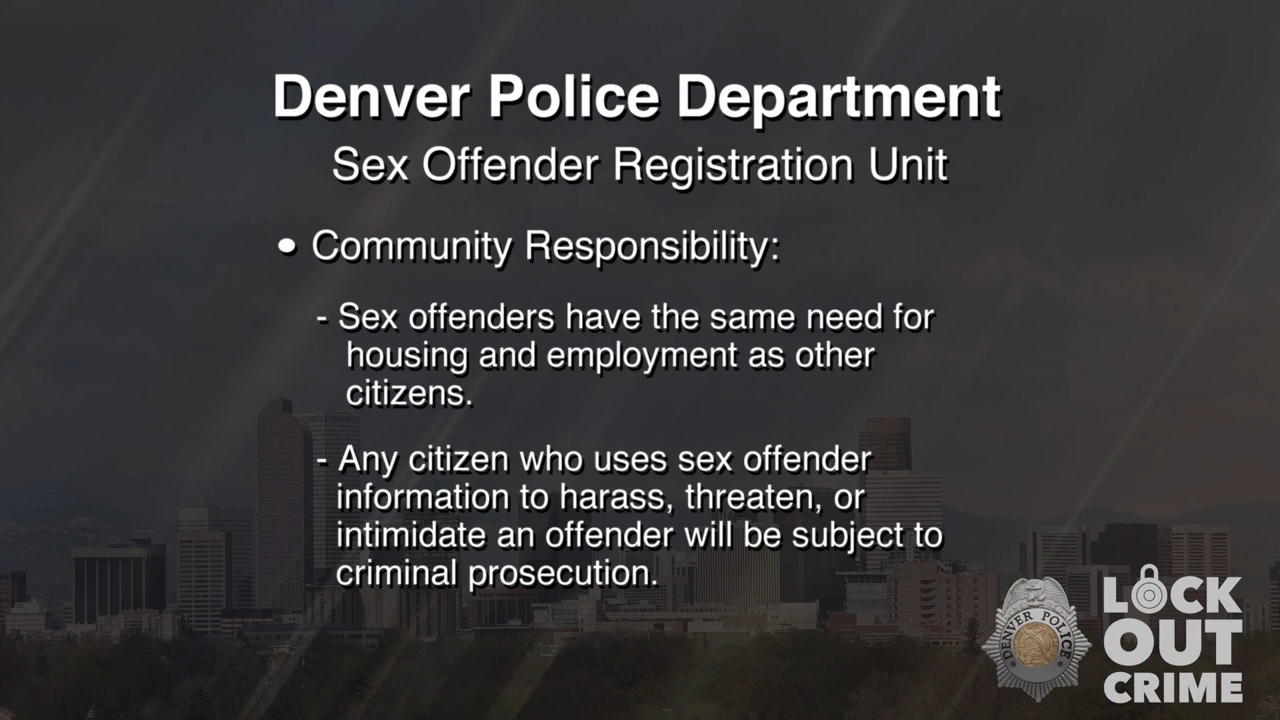 Denver Police Department
Sex Offender Registration Unit
• Community Responsibility:
- Sex offenders have the same need for
housing and employment as other
citizens.
- Any citizen who uses sex offender
information to harass, threaten, or
intimidate an offender will be subject to
criminal prosecution.
DENVER POLICE
LOCK
OUT
CRIME